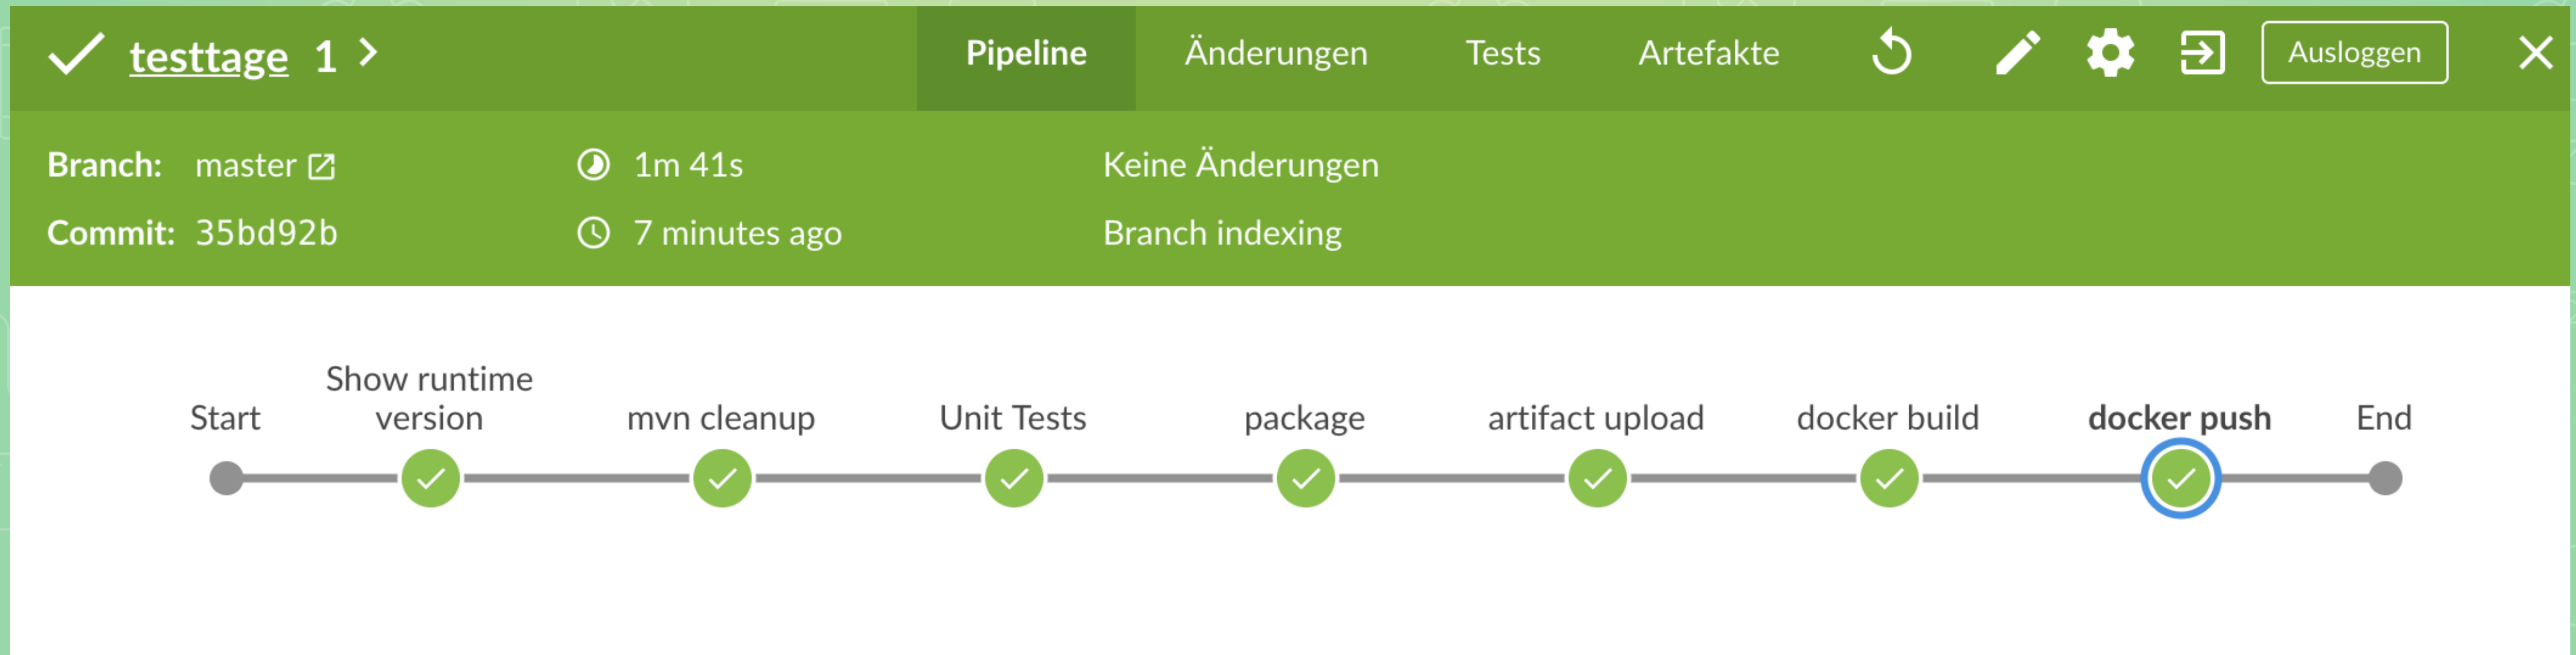 testtage 1
Pipeline
Änderungen
Tests
Artefakte
Ausloggen
Branch: master
1m 41s
Keine Änderungen
Commit: 35bd92b
7 minutes ago
Branch indexing
Start
Show runtime
version
mvn cleanup
Unit Tests
package
artifact upload
docker build
docker push
End